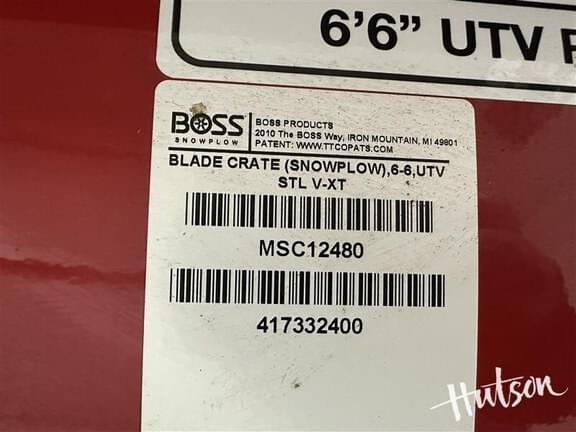 6’6” UTV
BOSS
SNOWPLOW
BOSS PRODUCTS
2010 The BOSS Way, IRON MOUNTAIN, MI 49801
PATENT: WWW.TTCOPATS.COM
BLADE CRATE (SNOWPLOW),6-6,UTV
STL V-XT
MSC12480
417332400
Hutson